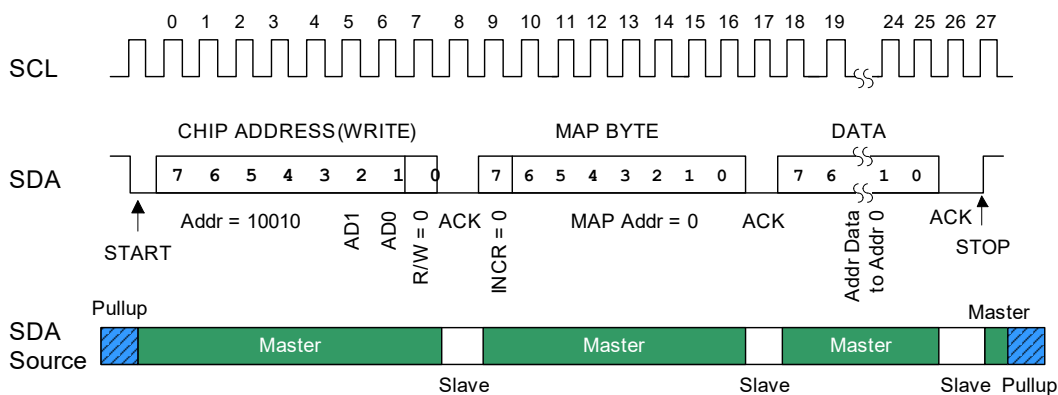 0 1 2 3 4 5 6 7 8 9 10 11 12 13 14 15 16 17 18 19 24 25 26 27
SCL
CHIP ADDRESS (WRITE) MAP BYTE DATA
SDA 7 6 5 4 3 2 1 0 7 6 5 4 3 2 1 0 7 6 1 0
START Addr = 10010 AD1 AD0 R/W = 0 ACK INCR = 0 MAP Addr = 0 ACK Addr Data to Addr 0 ACK STOP
Pullup Master
SDA Source Master Master Master
Slave Slave Slave Pullup